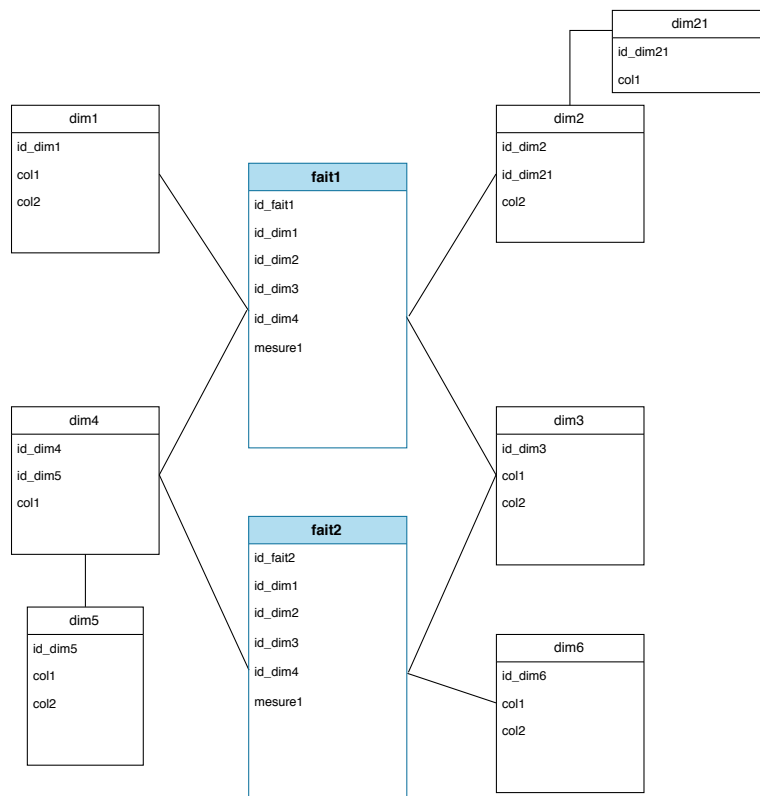 dim21
id_dim21
col1
dim1
id_dim1
col1
col2
dim2
id_dim2
id_dim21
col2
fait1
id_fait1
id_dim1
id_dim2
id_dim3
id_dim4
mesure1
dim4
id_dim4
id_dim5
col1
dim3
id_dim3
col1
col2
fait2
id_fait2
id_dim1
id_dim2
id_dim3
id_dim4
mesure1
dim5
id_dim5
col1
col2
dim6
id_dim6
col1
col2